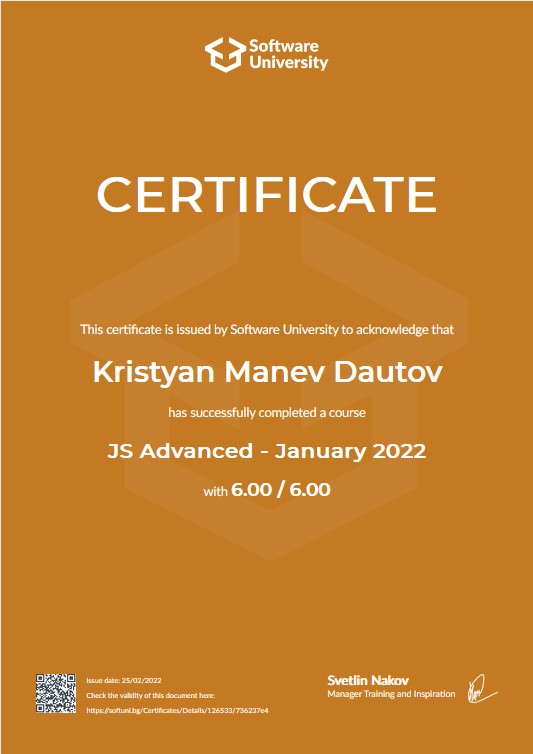 Software
University
CERTIFICATE
This certificate is issued by Software University to acknowledge that
Kristyan Manev Dautov
has successfully completed a course
JS Advanced - January 2022
with 6.00 / 6.00
Issue date: 25/02/2022
Check the validity of this document here:
https://softuni.bg/Certificates/Details/126533/736237e4
Svetlin Nakov
Manager Training and Inspiration